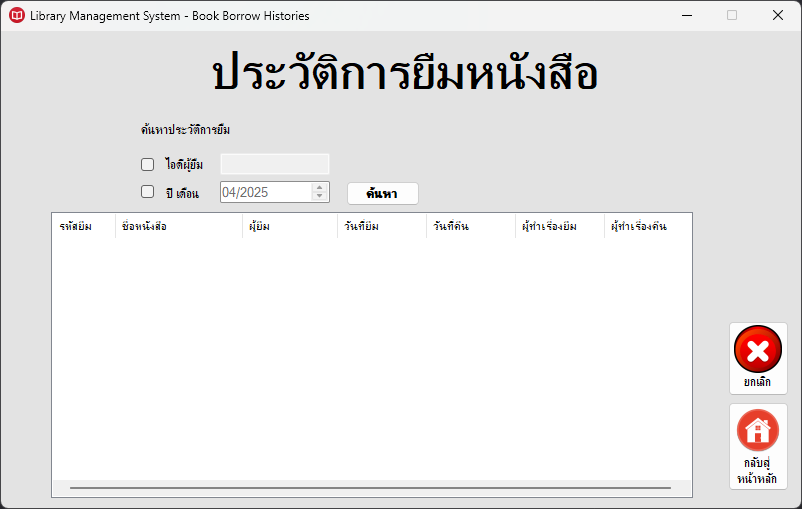 Library Management System - Book Borrow Histories
ประวัติการยืมหนังสือ
ค้นหาประวัติการยืม
ไอดีผู้ยืม
ปี เดือน 04/2025 ค้นหา
รหัสยืม ชื่อหนังสือ ผู้ยืม วันที่ยืม วันที่คืน ผู้ทำเรื่องยืม ผู้ทำเรื่องคืน
ยกเลิก
กลับสู่
หน้าหลัก